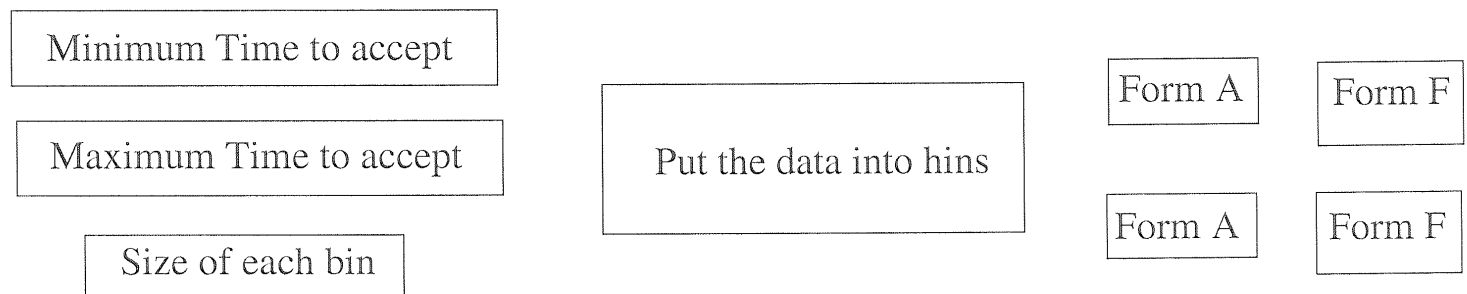 Minimum Time to accept
Maximum Time to accept
Size of each bin
Put the data into hins
Form A
Form F
Form A
Form F